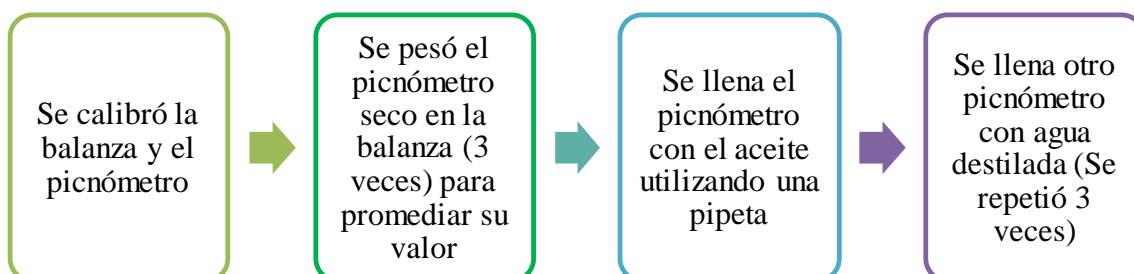 Se calibró la
balanza y el
picnómetro
Se pesó el
picnómetro
seco en la
balanza (3
veces) para
promediar su
valor
Se llena el
picnómetro
con el aceite
utilizando una
pipeta
Se llena otro
picnómetro
con agua
destilada (Se
repetió 3
veces)